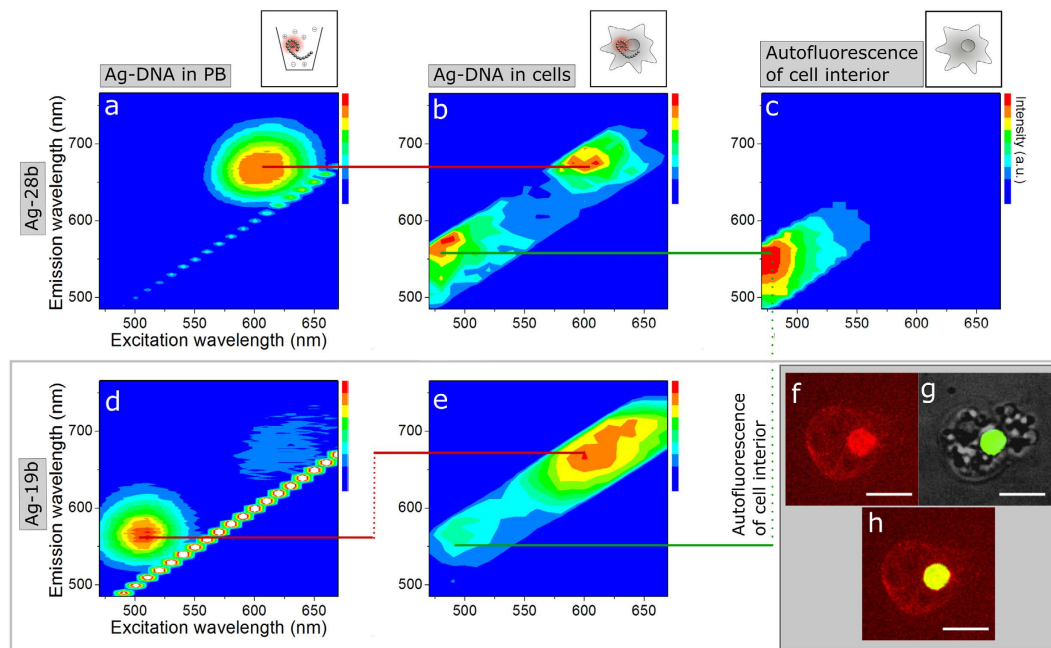 Ag-DNA in PB
Ag-DNA in cells
Autofluorescence
of cell interior
Ag-28b
Emission wavelength (nm)
a
700
600
500
500
550
600
650
Excitation wavelength (nm)
b
700
600
500
500
550
600
650
c
Intensity (a.u.)
700
600
500
500
550
600
650
Ag-19b
Emission wavelength (nm)
d
700
600
500
500
550
600
650
Excitation wavelength (nm)
e
700
600
500
500
550
600
650
Autofluorescence
of cell interior
f
g
h